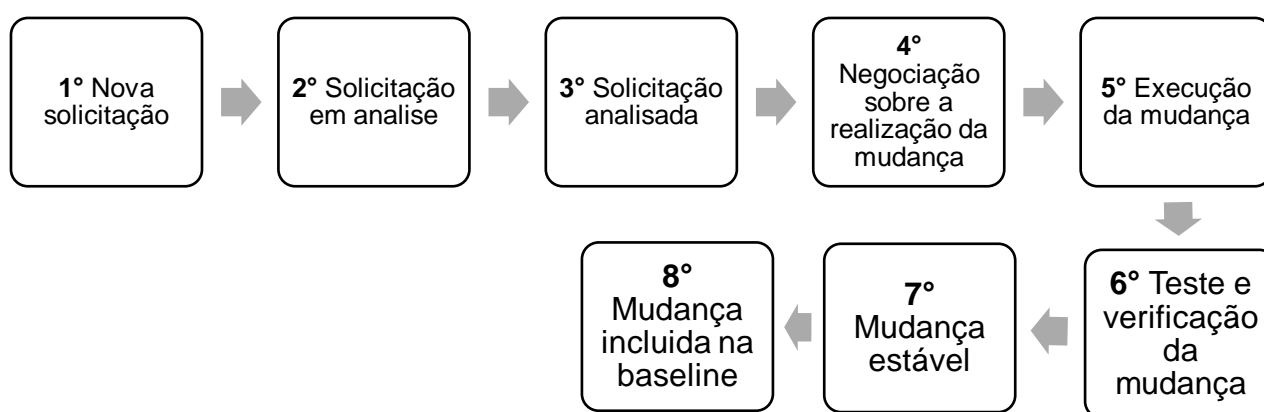 1° Nova
solicitação
2° Solicitação
em analise
3° Solicitação
analisada
4°
Negociação
sobre a
realização da
mudança
5° Execução
da mudança
6° Teste e
verificação
da
mudança
7°
Mudança
estável
8°
Mudança
incluida na
baseline